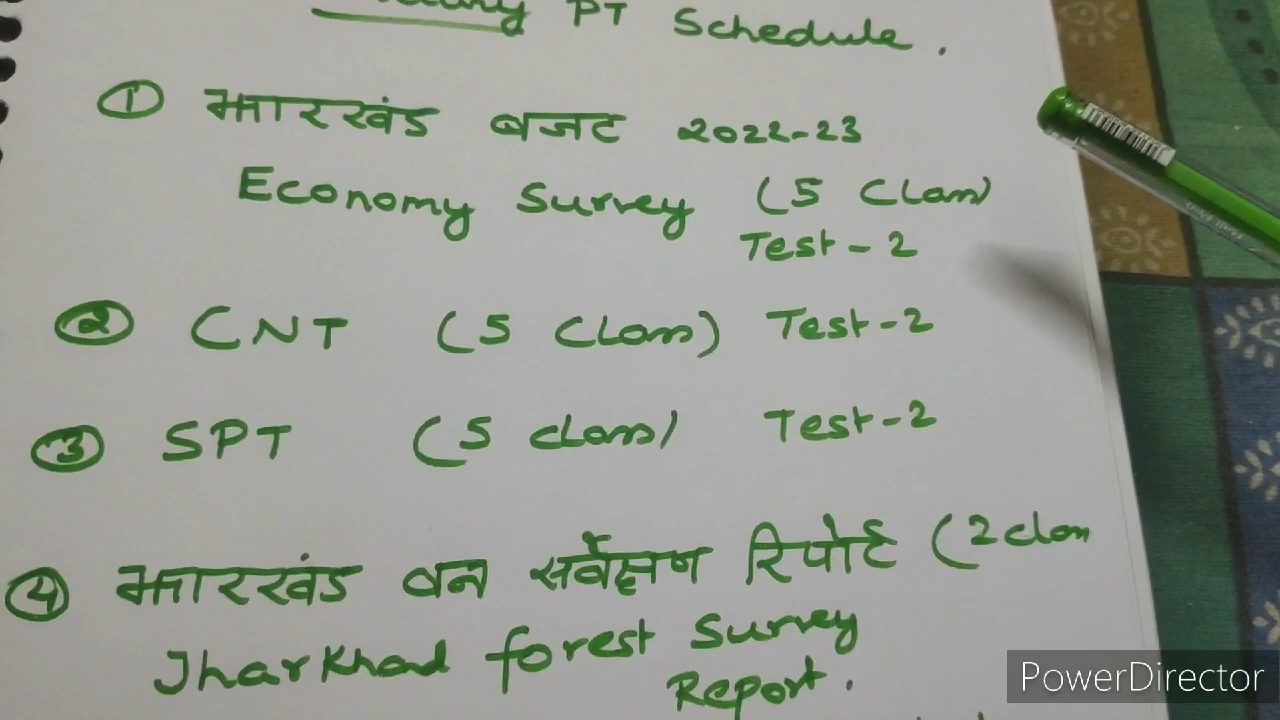 PT Schedule.
① झारखंड बजट 2022-23
Economy Survey (5 Class)
Test-2
② CNT (5 Class) Test-2
③ SPT (5 class) Test-2
④ झारखंड वन सर्वेक्षण रिपोर्ट (2 class
Jharkhand forest Survey
Report.
PowerDirector